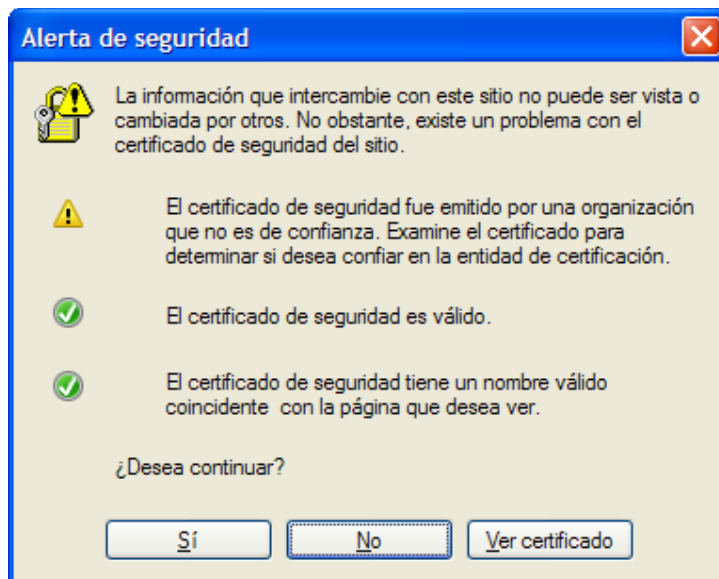 Alerta de seguridad
La información que intercambie con este sitio no puede ser vista o
cambiada por otros. No obstante, existe un problema con el
certificado de seguridad del sitio.
El certificado de seguridad fue emitido por una organización
que no es de confianza. Examine el certificado para
determinar si desea confiar en la entidad de certificación.
El certificado de seguridad es válido.
El certificado de seguridad tiene un nombre válido
coincidente  con la página que desea ver.
¿Desea continuar?
Sí No Ver certificado